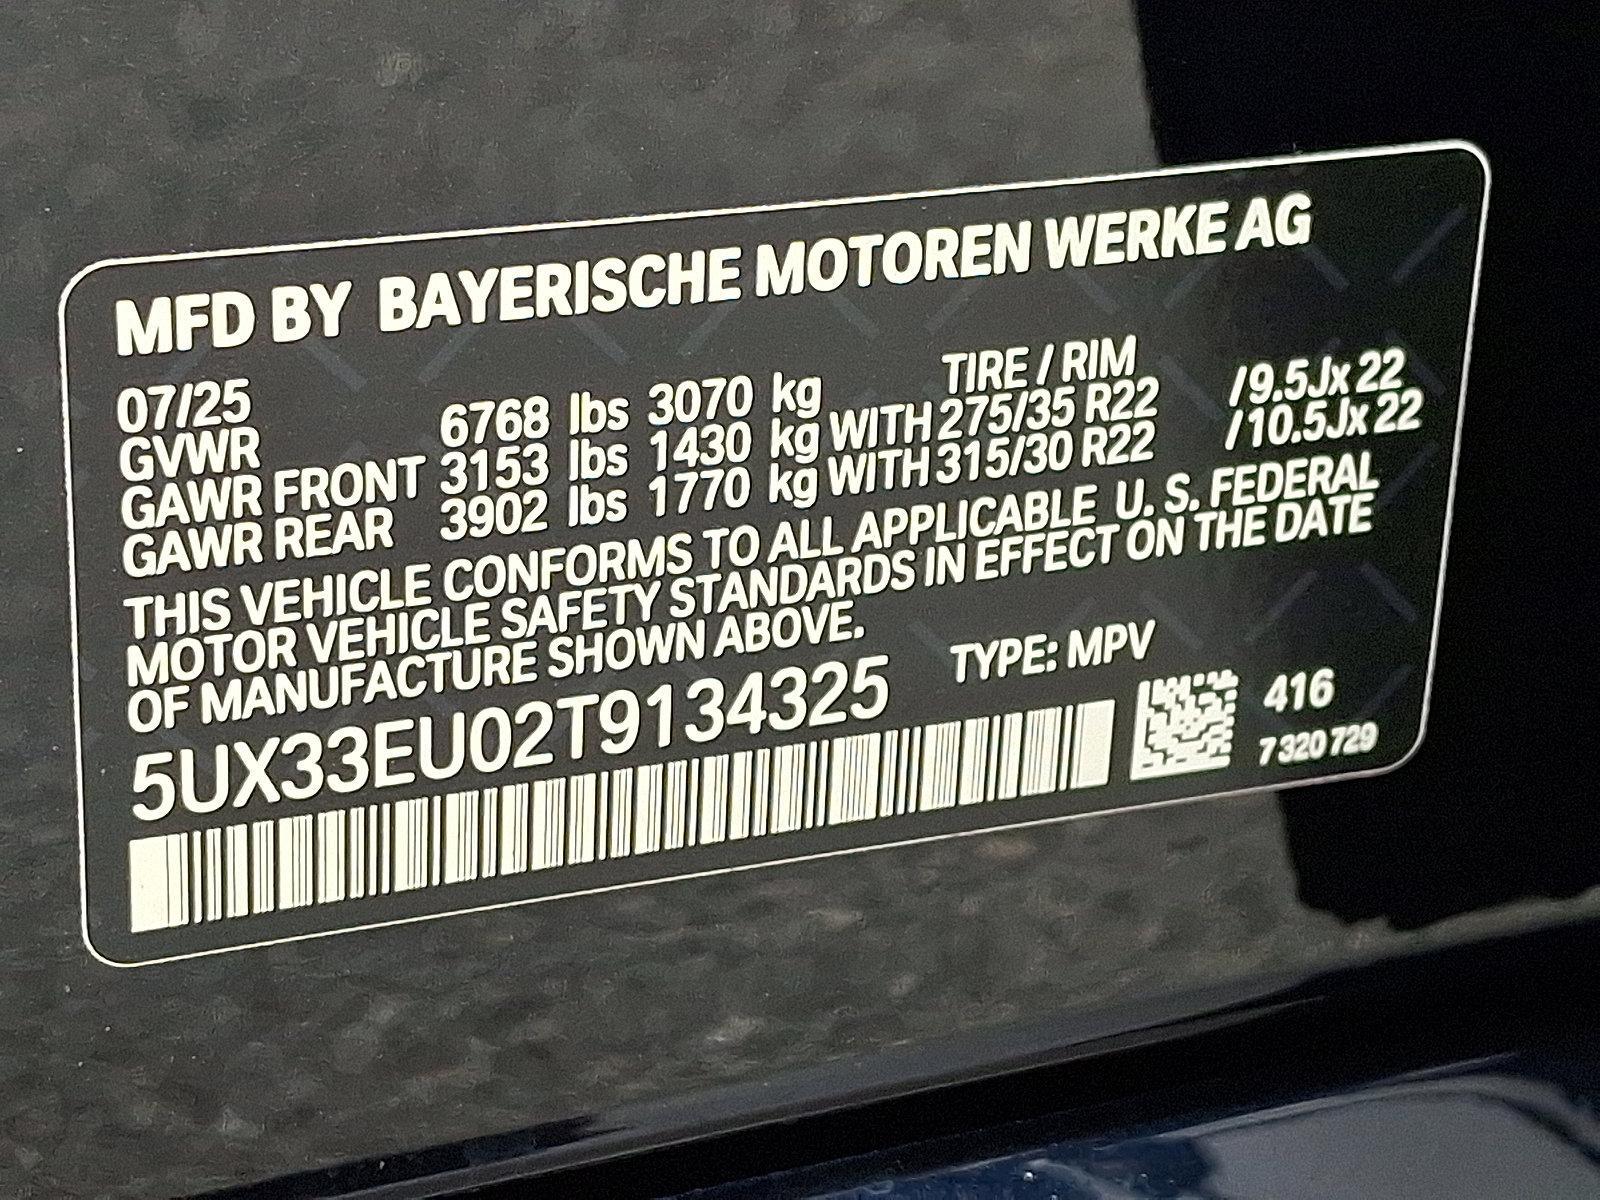 MFD BY BAYERISCHE MOTOREN WERKE AG
07/25 TIRE / RIM
GVWR 6768 lbs 3070 kg
GAWR FRONT 3153 lbs 1430 kg WITH 275/35 R22 /9.5Jx 22
GAWR REAR 3902 lbs 1770 kg WITH 315/30 R22 /10.5Jx 22
THIS VEHICLE CONFORMS TO ALL APPLICABLE U. S. FEDERAL
MOTOR VEHICLE SAFETY STANDARDS IN EFFECT ON THE DATE
OF MANUFACTURE SHOWN ABOVE.
5UX33EU02T9134325 TYPE: MPV
416
7 320 729